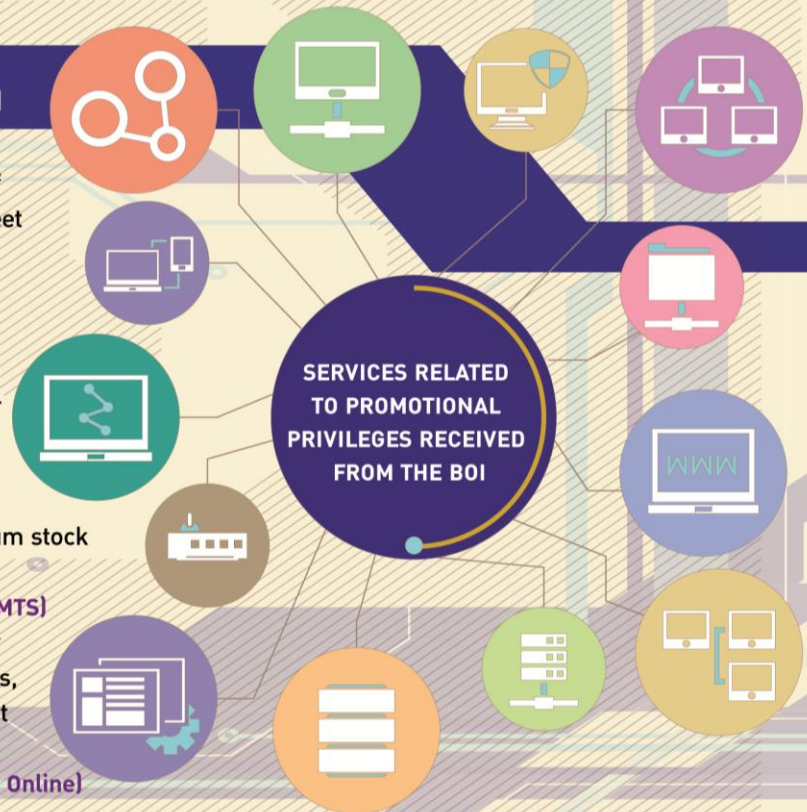 eet
SERVICES RELATED
TO PROMOTIONAL
PRIVILEGES RECEIVED
FROM THE BOI
WWW
um stock
MTS)
s,
t
Online)